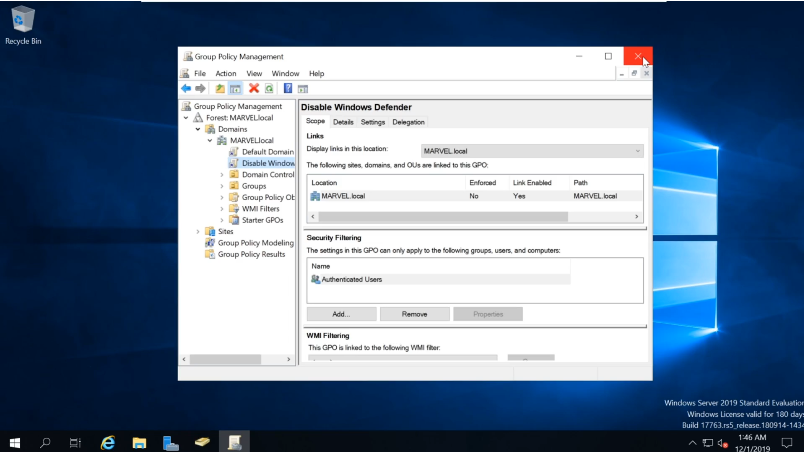 Recycle Bin
Group Policy Management
File Action View Window Help
Group Policy Management
Forest: MARVEL.local
Domains
MARVEL.local
Default Domain
Disable Window
Domain Control
Groups
Group Policy Ob
WMI Filters
Starter GPOs
Sites
Group Policy Modeling
Group Policy Results
Disable Windows Defender
Scope Details Settings Delegation
Links
Display links in this location: MARVEL.local
The following sites, domains, and OUs are linked to this GPO:
Location Enforced Link Enabled Path
MARVEL.local No Yes MARVEL.local
Security Filtering
The settings in this GPO can only apply to the following groups, users, and computers:
Name
Authenticated Users
Add... Remove Properties
WMI Filtering
This GPO is linked to the following WMI filter:
Windows Server 2019 Standard Evaluation
Windows License valid for 180 days
Build 17763.rs5_release.180914-1434
1:46 AM
12/1/2019